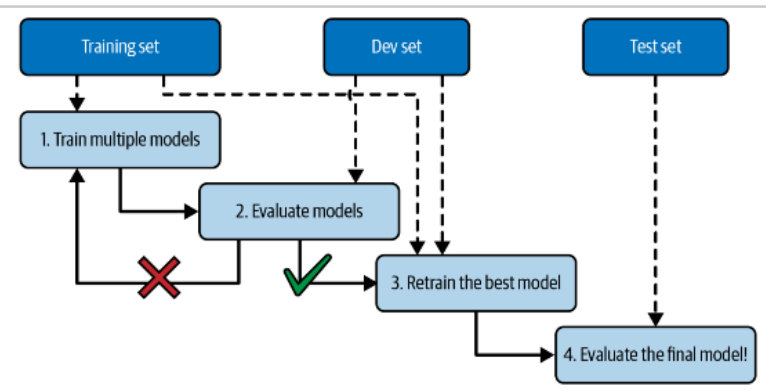 Training set
Dev set
Test set
1. Train multiple models
2. Evaluate models
3. Retrain the best model
4. Evaluate the final model!